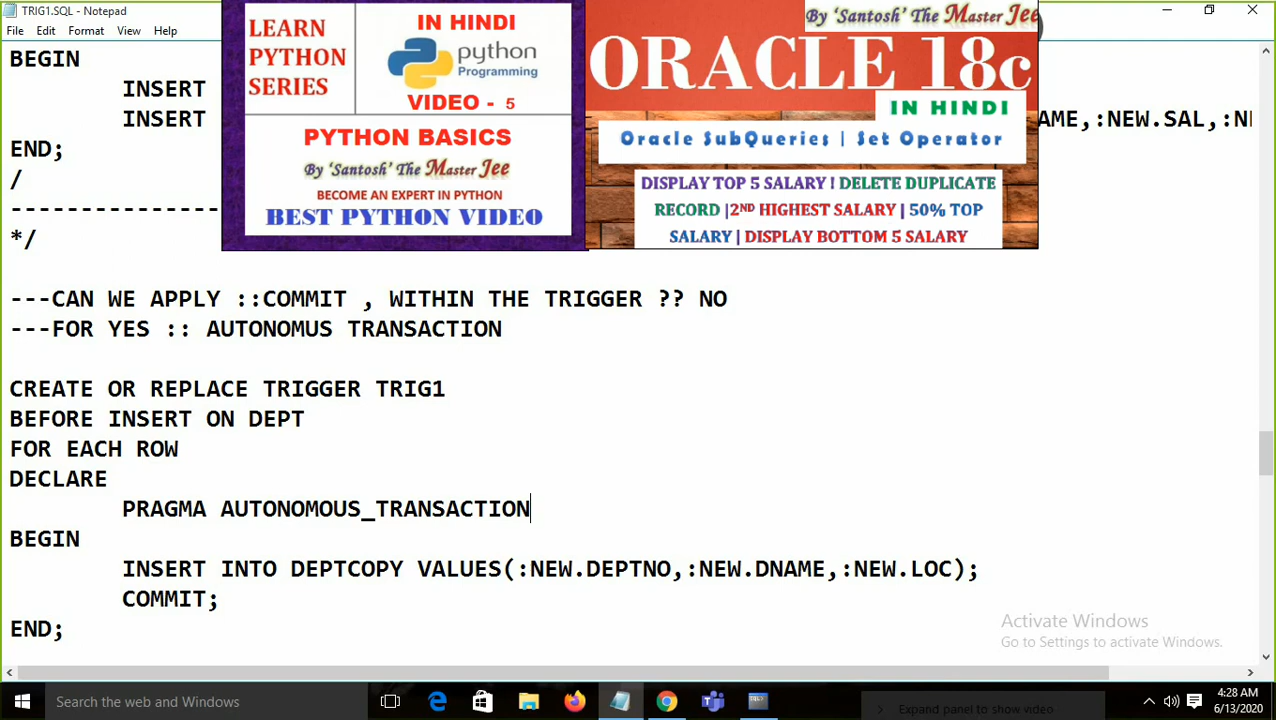 TRIG1.SQL - Notepad
File Edit Format View Help
BEGIN
INSERT
INSERT AME,:NEW.SAL,:NE
END;
/
---------------
*/
LEARN
PYTHON
SERIES
IN HINDI
python
Programming
VIDEO - 5
PYTHON BASICS
By 'Santosh' The Master Jee
BECOME AN EXPERT IN PYTHON
BEST PYTHON VIDEO
By 'Santosh' The Master Jee
ORACLE 18c
IN HINDI
Oracle SubQueries | Set Operator
DISPLAY TOP 5 SALARY ! DELETE DUPLICATE
RECORD |2ND HIGHEST SALARY | 50% TOP
SALARY | DISPLAY BOTTOM 5 SALARY
---CAN WE APPLY ::COMMIT , WITHIN THE TRIGGER ?? NO
---FOR YES :: AUTONOMUS TRANSACTION
CREATE OR REPLACE TRIGGER TRIG1
BEFORE INSERT ON DEPT
FOR EACH ROW
DECLARE
PRAGMA AUTONOMOUS_TRANSACTION
BEGIN
INSERT INTO DEPTCOPY VALUES(:NEW.DEPTNO,:NEW.DNAME,:NEW.LOC);
COMMIT;
END;
Activate Windows
Go to Settings to activate Windows.
Search the web and Windows
Expand panel to show video
4:28 AM
6/13/2020